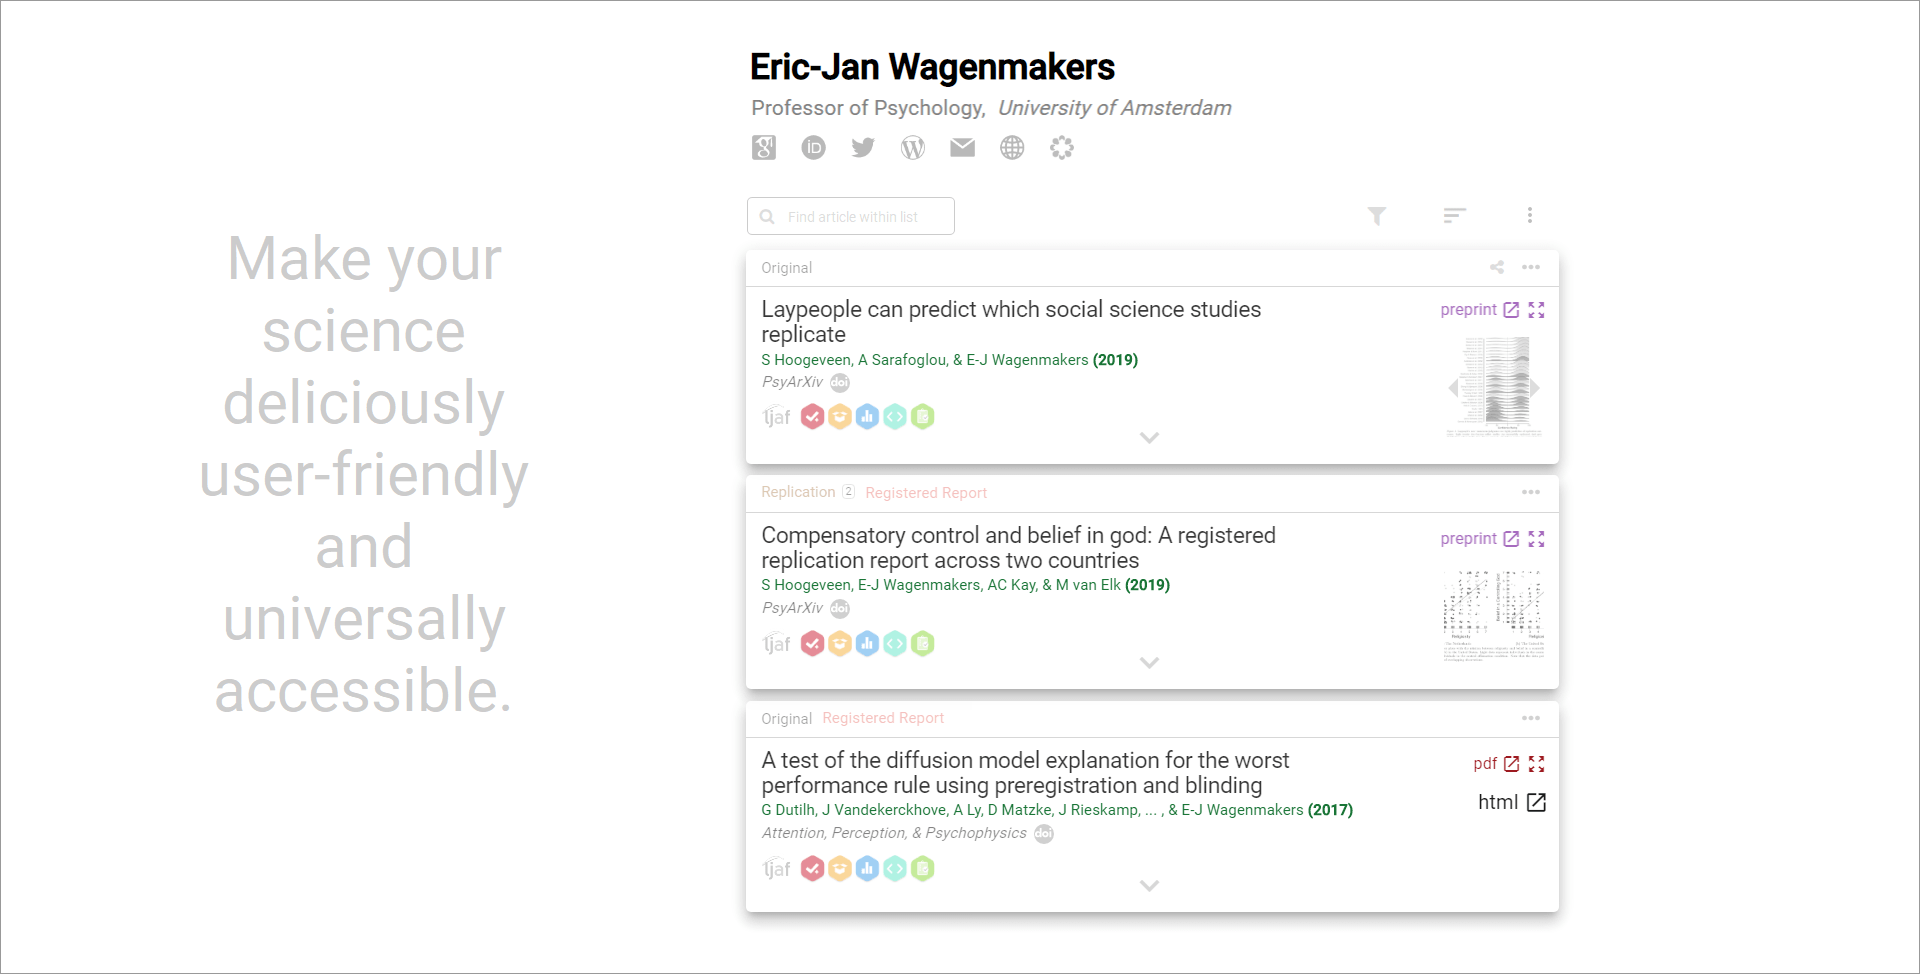 Make your
science
deliciously
user-friendly
and
universally
accessible.
Eric-Jan Wagenmakers
Professor of Psychology, University of Amsterdam
Find article within list
Original
Laypeople can predict which social science studies
replicate
preprint
S Hoogeveen, A Sarafoglou, & E-J Wagenmakers (2019)
PsyArXiv doi
ljaf
Replication 2 Registered Report
Compensatory control and belief in god: A registered
replication report across two countries
preprint
S Hoogeveen, E-J Wagenmakers, AC Kay, & M van Elk (2019)
PsyArXiv doi
ljaf
Original Registered Report
A test of the diffusion model explanation for the worst
performance rule using preregistration and blinding
pdf
html
G Dutilh, J Vandekerckhove, A Ly, D Matzke, J Rieskamp, ... , & E-J Wagenmakers (2017)
Attention, Perception, & Psychophysics doi
ljaf